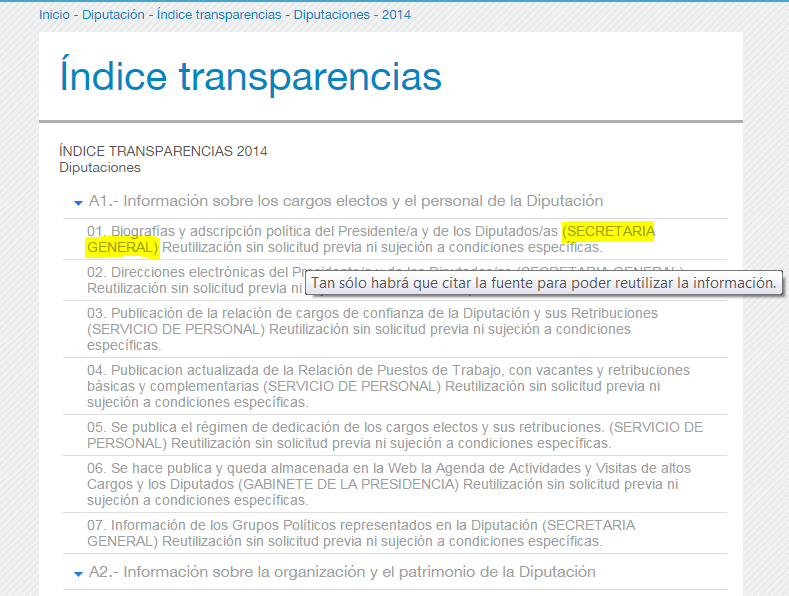 Inicio - Diputación - Índice transparencias - Diputaciones - 2014
Índice transparencias
ÍNDICE TRANSPARENCIAS 2014
Diputaciones
A1.- Información sobre los cargos electos y el personal de la Diputación
01. Biografías y adscripción política del Presidente/a y de los Diputados/as (SECRETARIA
GENERAL) Reutilización sin solicitud previa ni sujeción a condiciones específicas.
02. Direcciones electrónicas del Presidente/a y de los Diputados/as (SECRETARIA GENERAL)
Reutilización sin solicitud previa ni
Tan sólo habrá que citar la fuente para poder reutilizar la información.
03. Publicación de la relación de cargos de confianza de la Diputación y sus Retribuciones
(SERVICIO DE PERSONAL) Reutilización sin solicitud previa ni sujeción a condiciones
específicas.
04. Publicacion actualizada de la Relación de Puestos de Trabajo, con vacantes y retribuciones
básicas y complementarias (SERVICIO DE PERSONAL) Reutilización sin solicitud previa ni
sujeción a condiciones específicas.
05. Se publica el régimen de dedicación de los cargos electos y sus retribuciones. (SERVICIO DE
PERSONAL) Reutilización sin solicitud previa ni sujeción a condiciones específicas.
06. Se hace publica y queda almacenada en la Web la Agenda de Actividades y Visitas de altos
Cargos y los Diputados (GABINETE DE LA PRESIDENCIA) Reutilización sin solicitud previa ni
sujeción a condiciones específicas.
07. Información de los Grupos Políticos representados en la Diputación (SECRETARIA
GENERAL) Reutilización sin solicitud previa ni sujeción a condiciones específicas.
A2.- Información sobre la organización y el patrimonio de la Diputación